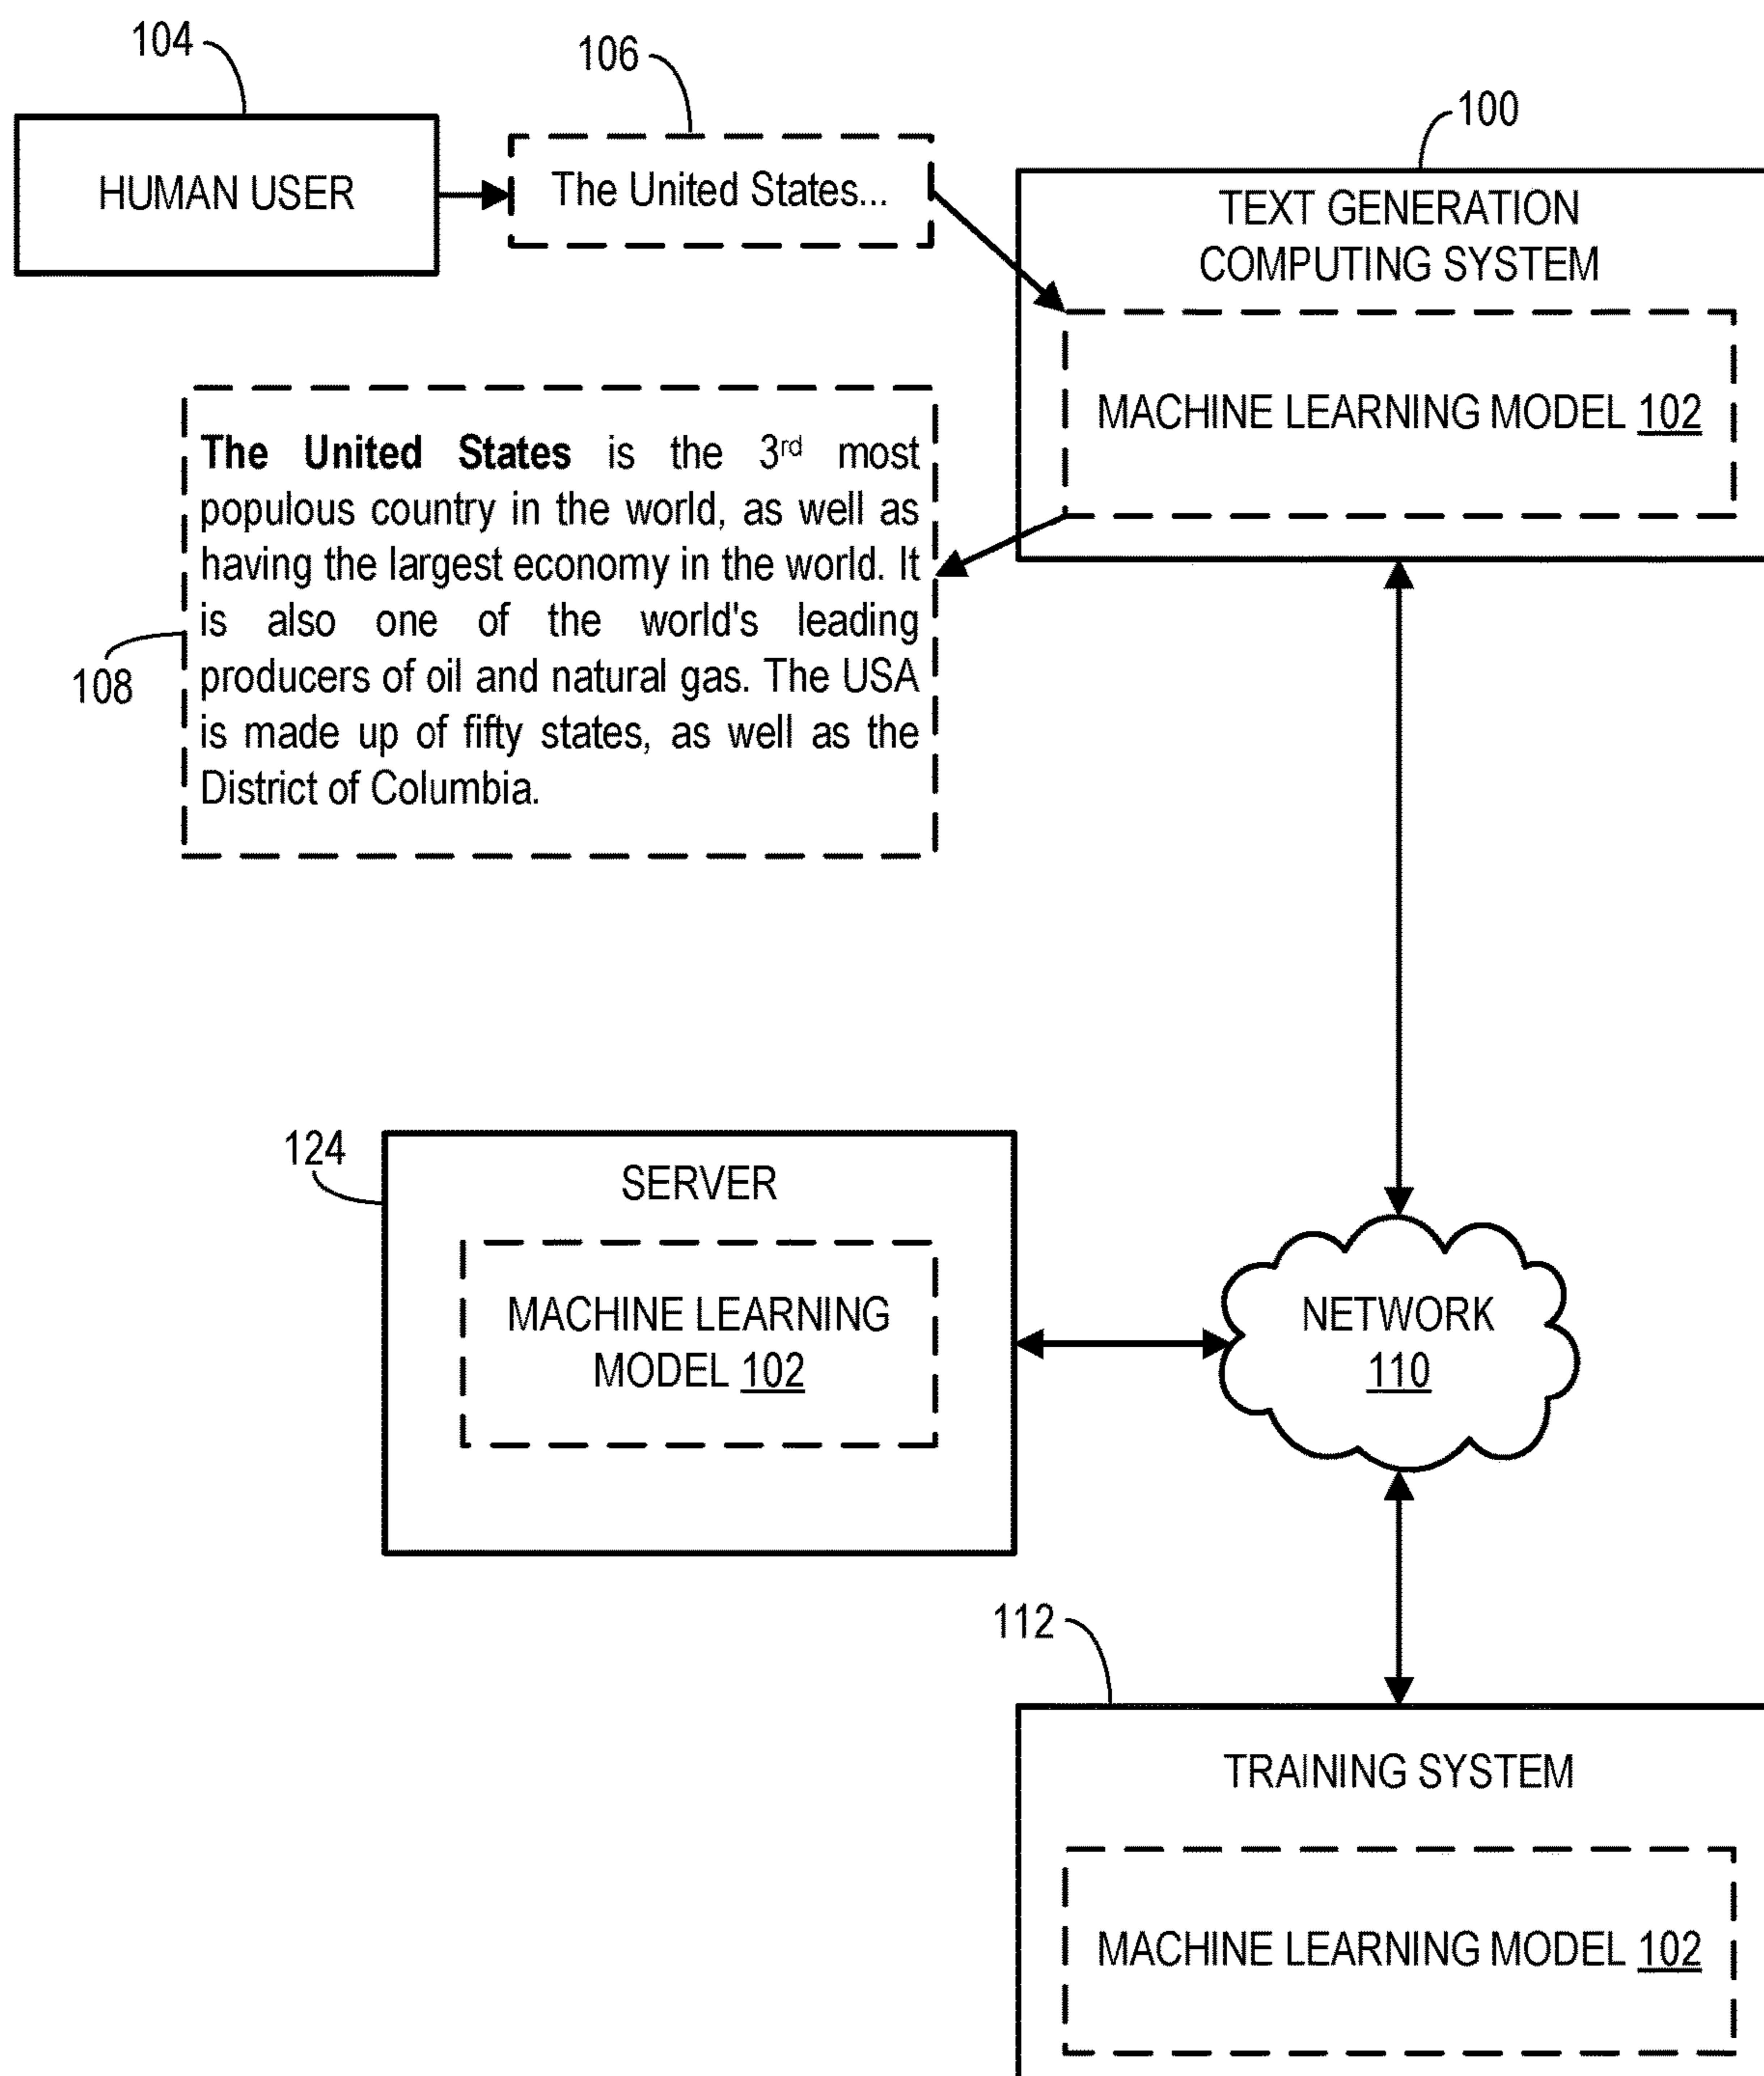 104
106
100
HUMAN USER
The United States...
TEXT GENERATION
COMPUTING SYSTEM
MACHINE LEARNING MODEL 102
The United States is the 3rd most
populous country in the world, as well as
having the largest economy in the world. It
is also one of the world's leading
producers of oil and natural gas. The USA
is made up of fifty states, as well as the
District of Columbia.
108
124
SERVER
MACHINE LEARNING
MODEL 102
NETWORK
110
112
TRAINING SYSTEM
MACHINE LEARNING MODEL 102